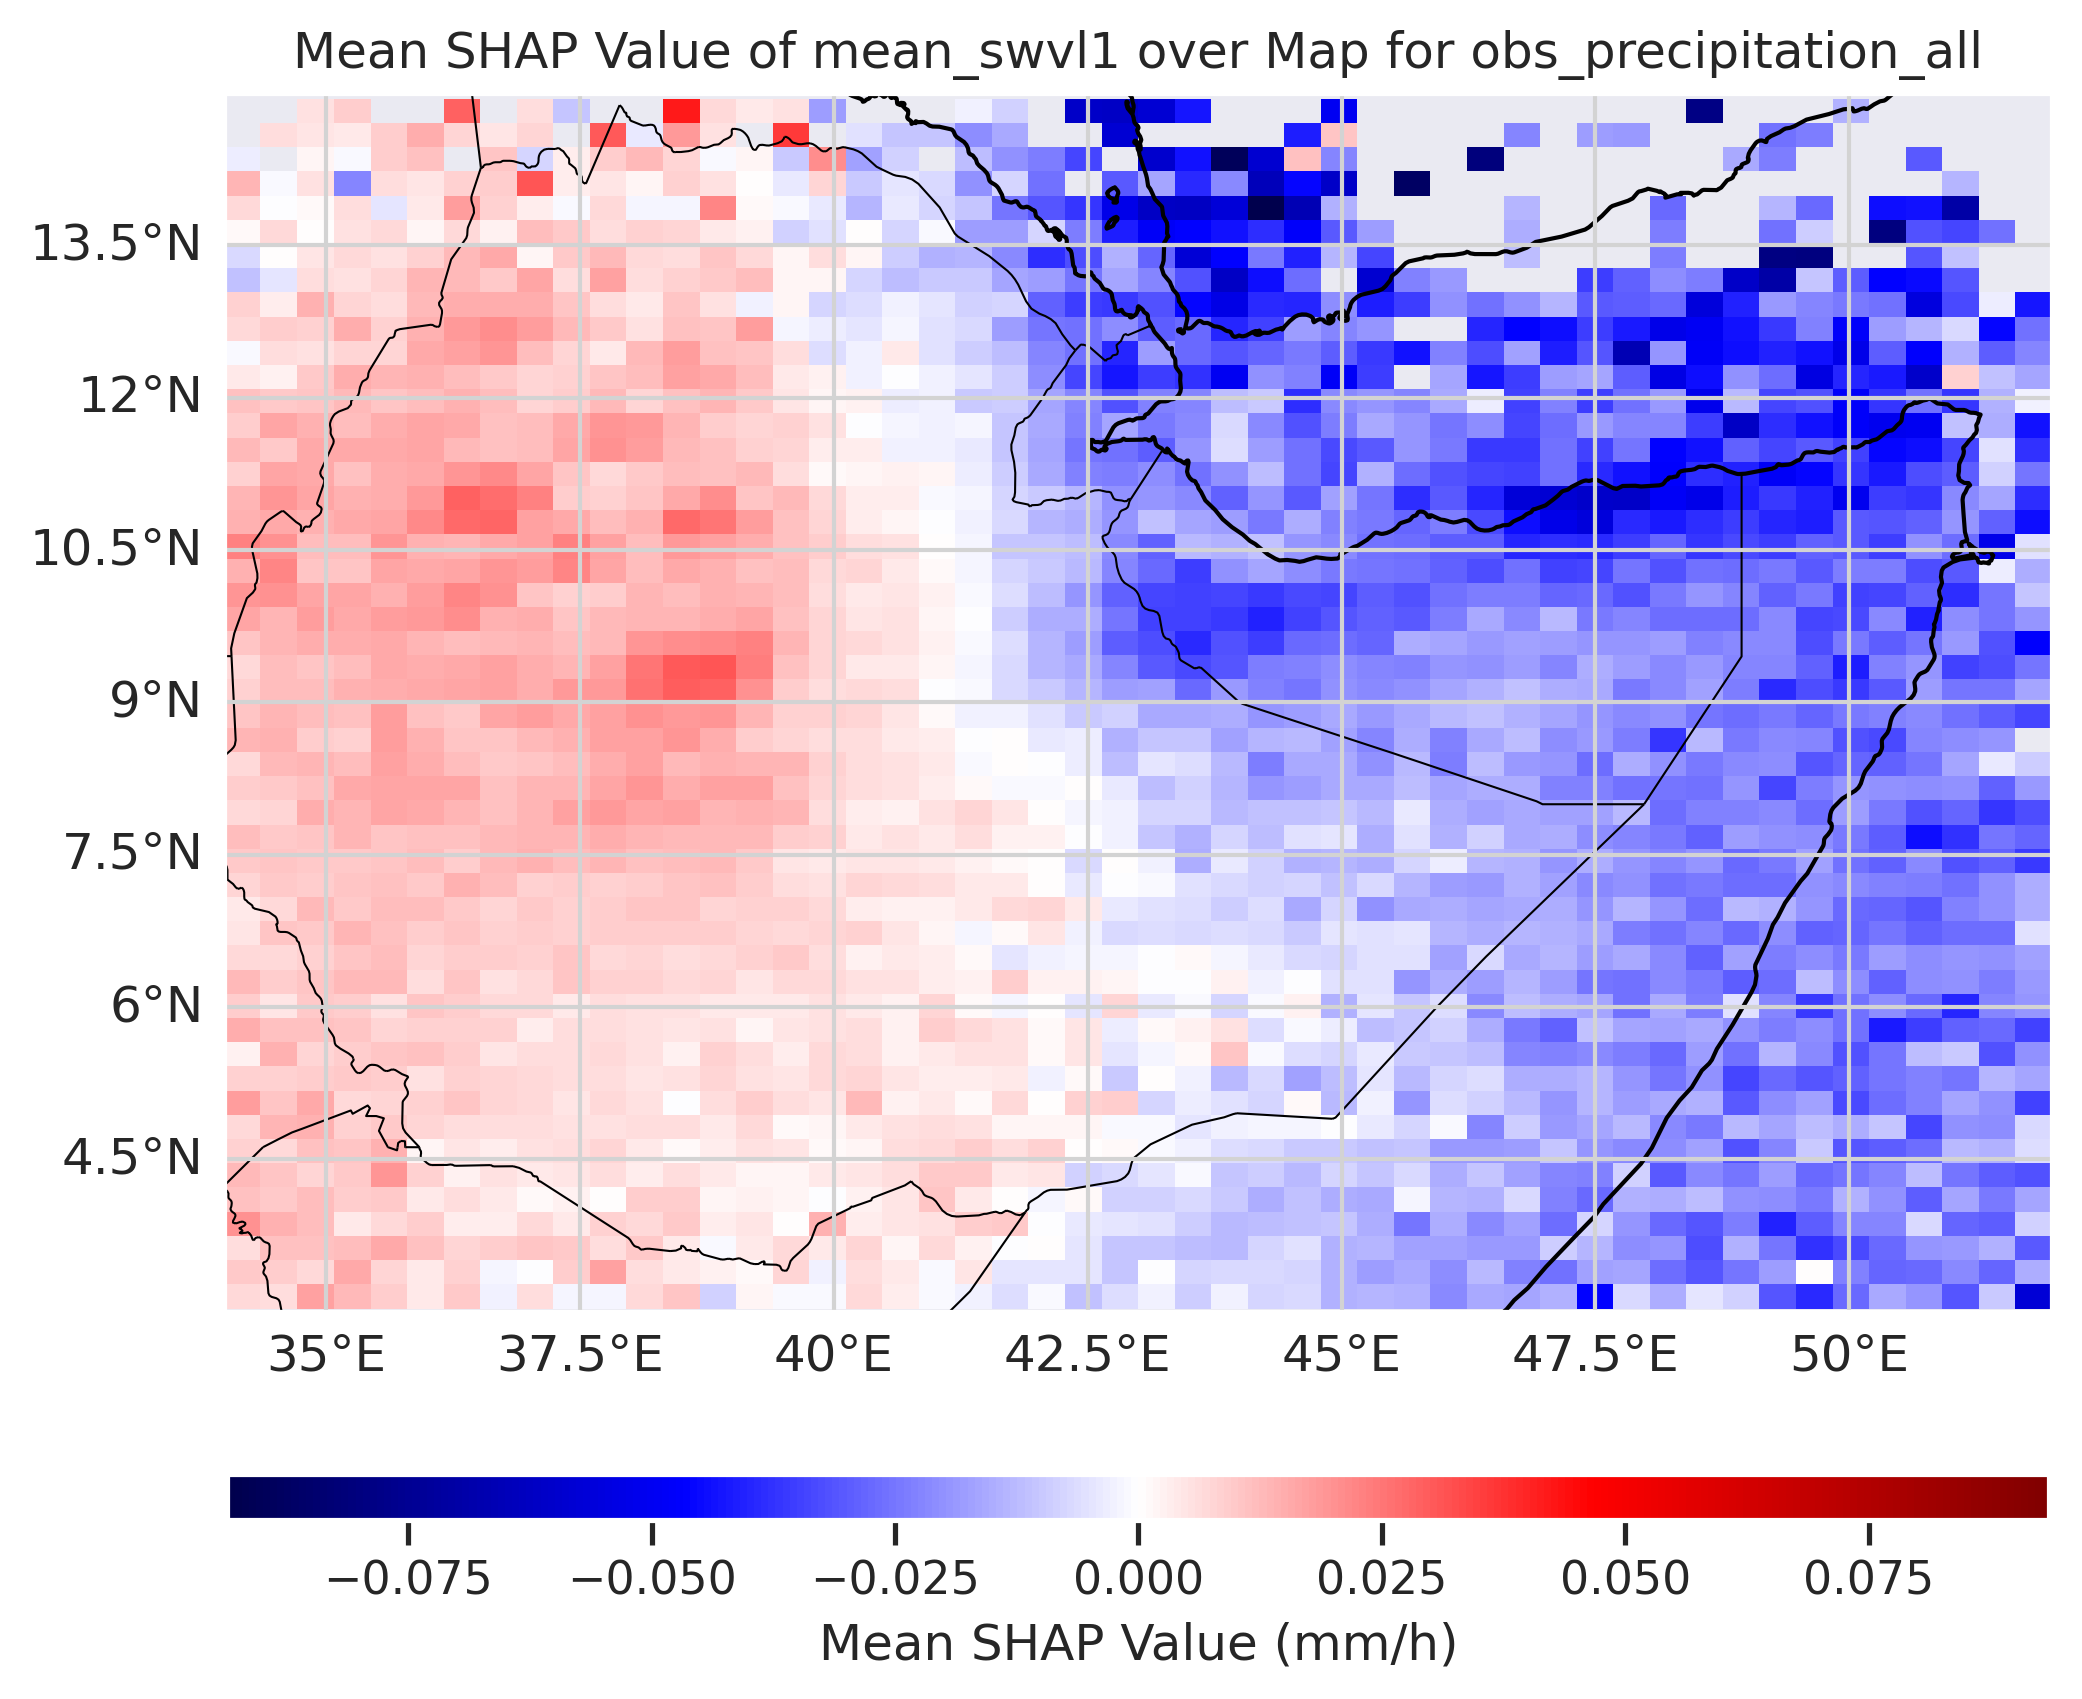 Mean SHAP Value of mean_swvl1 over Map for obs_precipitation_all
13.5°N
12°N
10.5°N
9°N
7.5°N
6°N
4.5°N
35°E 37.5°E 40°E 42.5°E 45°E 47.5°E 50°E
−0.075 −0.050 −0.025 0.000 0.025 0.050 0.075
Mean SHAP Value (mm/h)